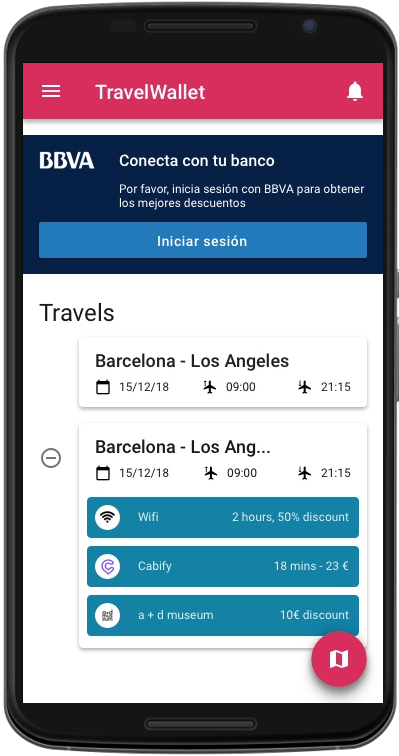 TravelWallet
BBVA
Conecta con tu banco
Por favor, inicia sesión con BBVA para obtener
los mejores descuentos
Iniciar sesión
Travels
Barcelona - Los Angeles
15/12/18 09:00 21:15
Barcelona - Los Ang...
15/12/18 09:00 21:15
Wifi 2 hours, 50% discount
Cabify 18 mins - 23 €
a+d
museum
a + d museum 10€ discount